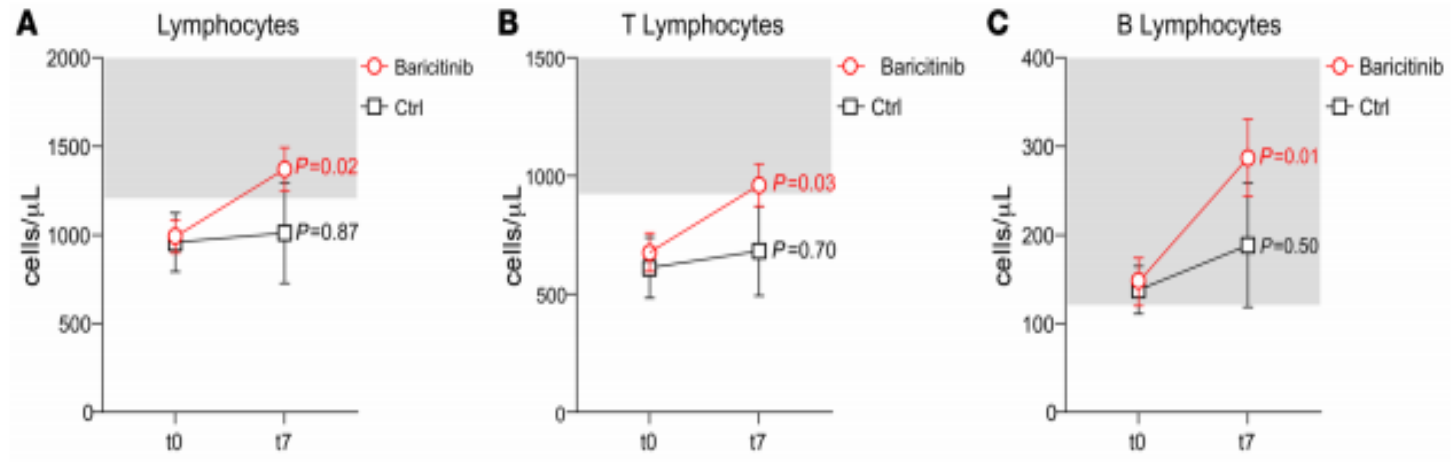 A Lymphocytes
2000
1500
1000
500
0
cells/μL
Baricitinib
Ctrl
P=0.02
P=0.87
t0 t7
B T Lymphocytes
1500
1000
500
0
cells/μL
Baricitinib
Ctrl
P=0.03
P=0.70
t0 t7
C B Lymphocytes
400
300
200
100
0
cells/μL
Baricitinib
Ctrl
P=0.01
P=0.50
t0 t7